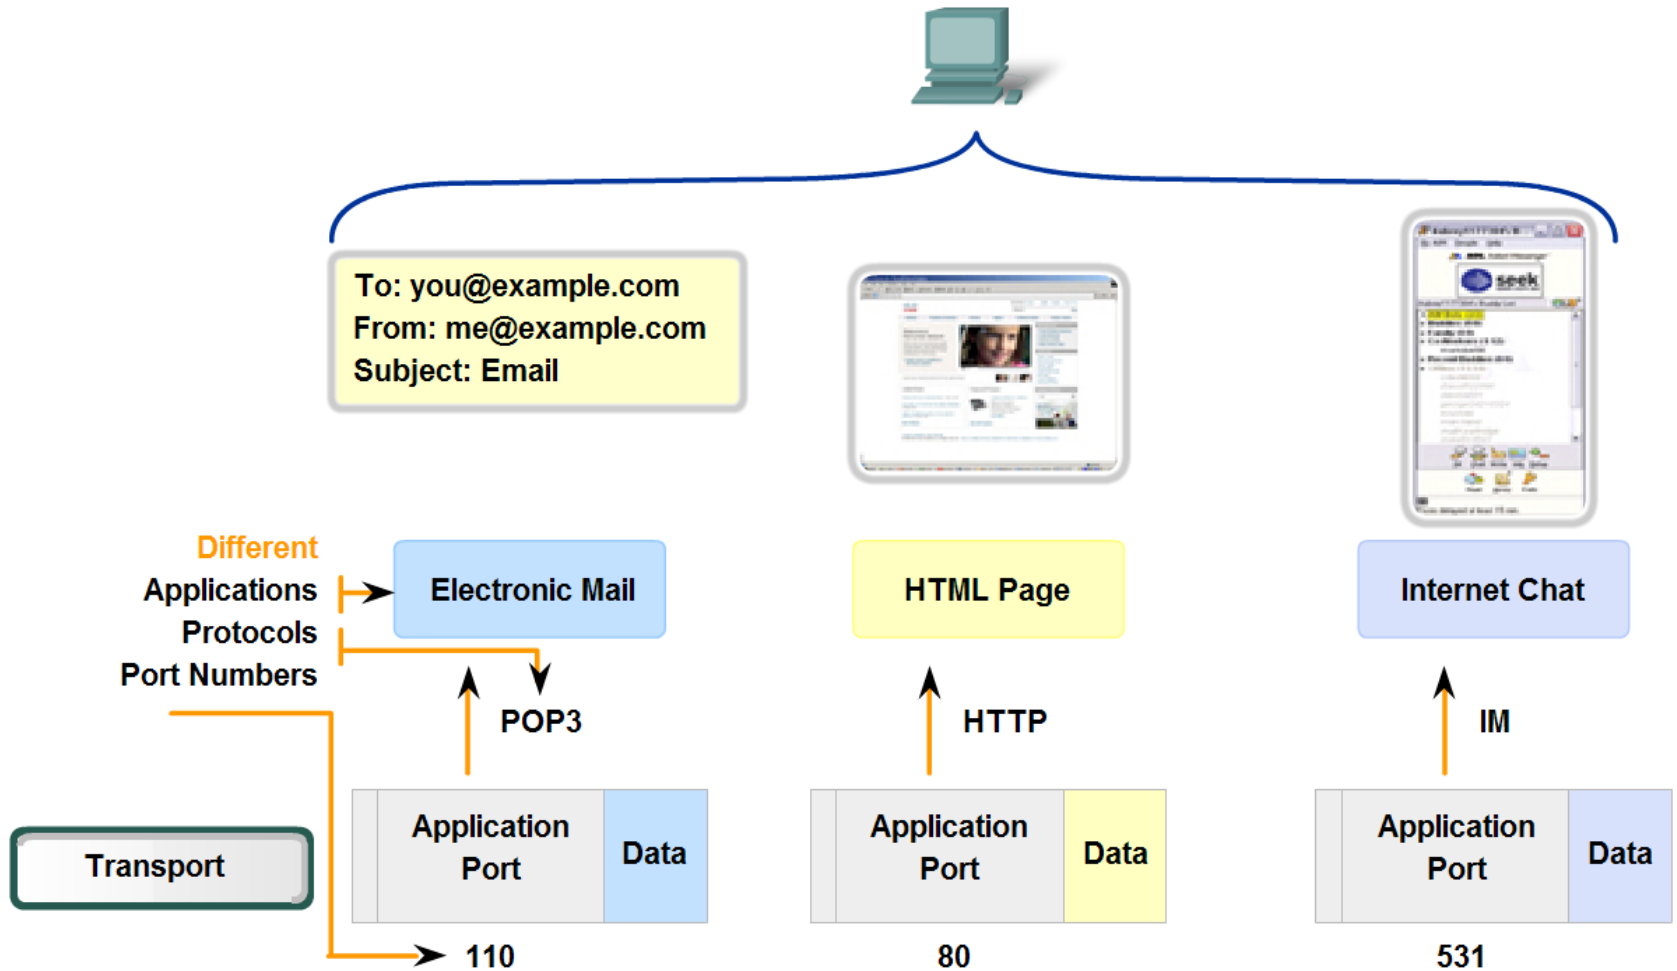 seek
To: you@example.com
From: me@example.com
Subject: Email
Different
Applications
Protocols
Port Numbers
Electronic Mail
HTML Page
Internet Chat
POP3
HTTP
IM
Transport
Application
Port
Data
Application
Port
Data
Application
Port
Data
110
80
531